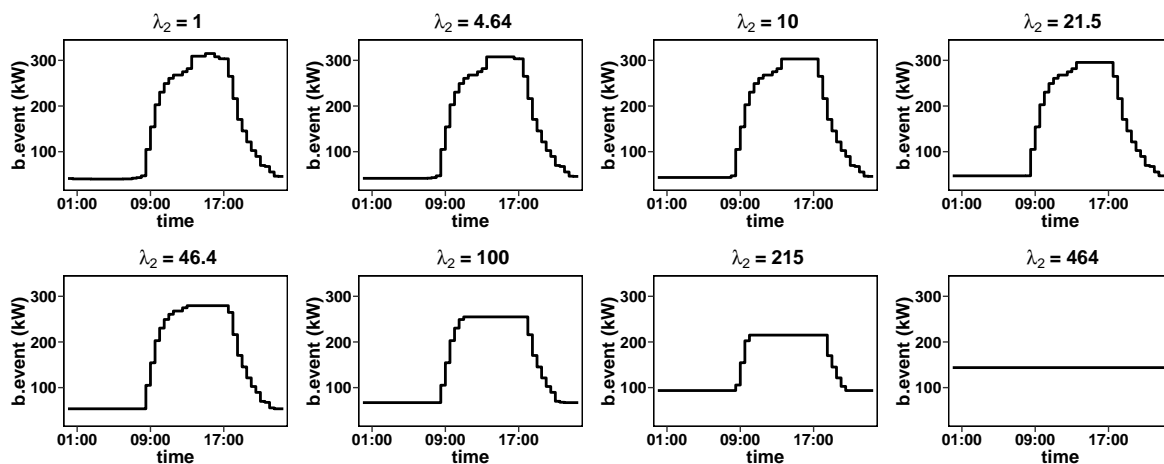 λ2 = 1
λ2 = 4.64
λ2 = 10
λ2 = 21.5
b.event (kW)
300
200
100
01:00 09:00 17:00
time
b.event (kW)
300
200
100
01:00 09:00 17:00
time
b.event (kW)
300
200
100
01:00 09:00 17:00
time
b.event (kW)
300
200
100
01:00 09:00 17:00
time
λ2 = 46.4
λ2 = 100
λ2 = 215
λ2 = 464
b.event (kW)
300
200
100
01:00 09:00 17:00
time
b.event (kW)
300
200
100
01:00 09:00 17:00
time
b.event (kW)
300
200
100
01:00 09:00 17:00
time
b.event (kW)
300
200
100
01:00 09:00 17:00
time